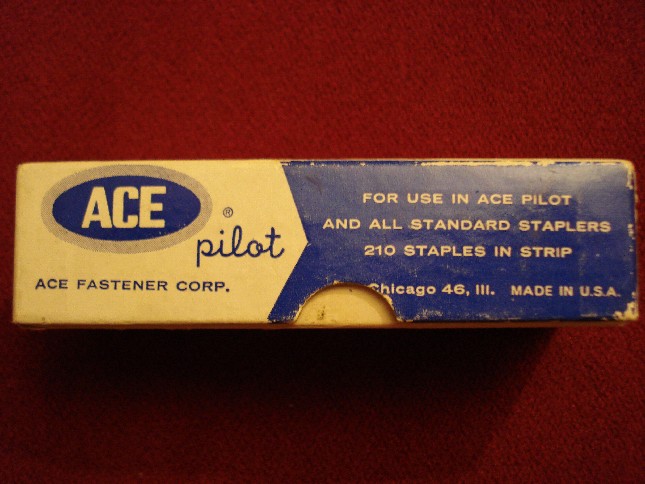 ACE
®
pilot
ACE FASTENER CORP.
FOR USE IN ACE PILOT
AND ALL STANDARD STAPLERS
210 STAPLES IN STRIP
Chicago 46, Ill. MADE IN U.S.A.